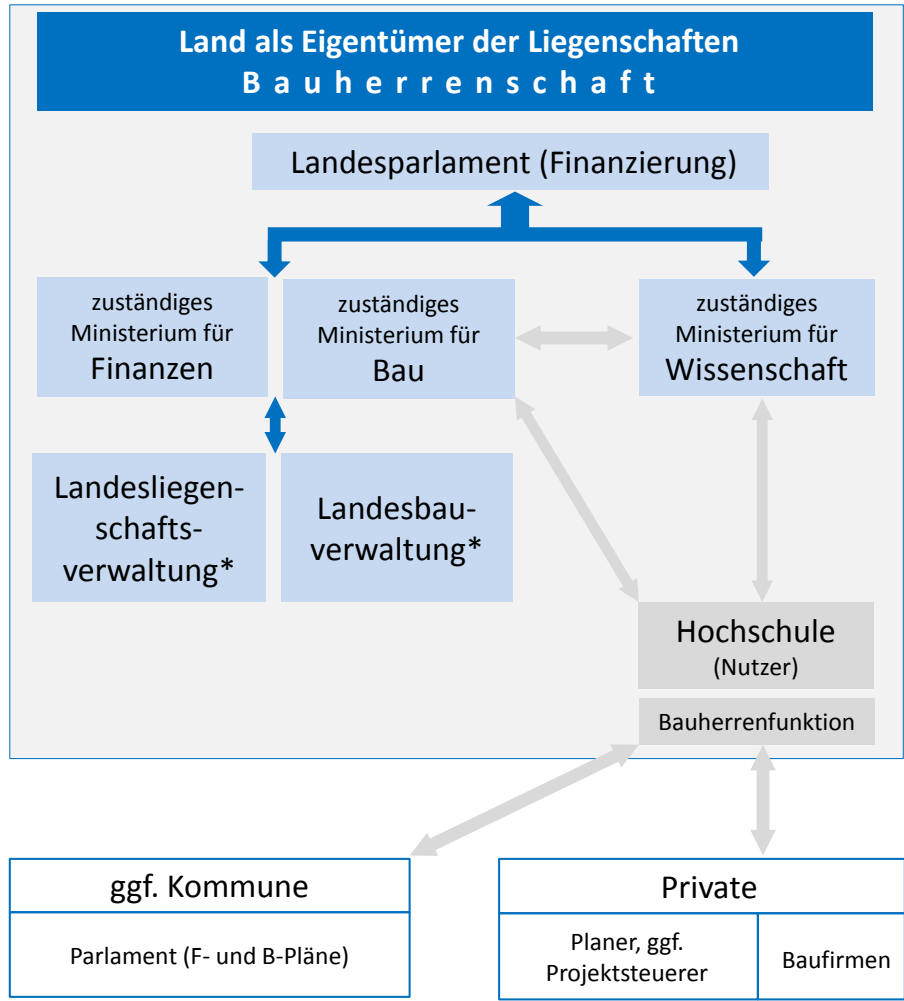 Land als Eigentümer der Liegenschaften
Bauherrenschaft
Landesparlament (Finanzierung)
zuständiges
Ministerium für
Finanzen
zuständiges
Ministerium für
Bau
zuständiges
Ministerium für
Wissenschaft
Landesliegen-
schafts-
verwaltung*
Landesbau-
verwaltung*
Hochschule
(Nutzer)
Bauherrenfunktion
ggf. Kommune
Parlament (F- und B-Pläne)
Private
Planer, ggf.
Projektsteuerer
Baufirmen